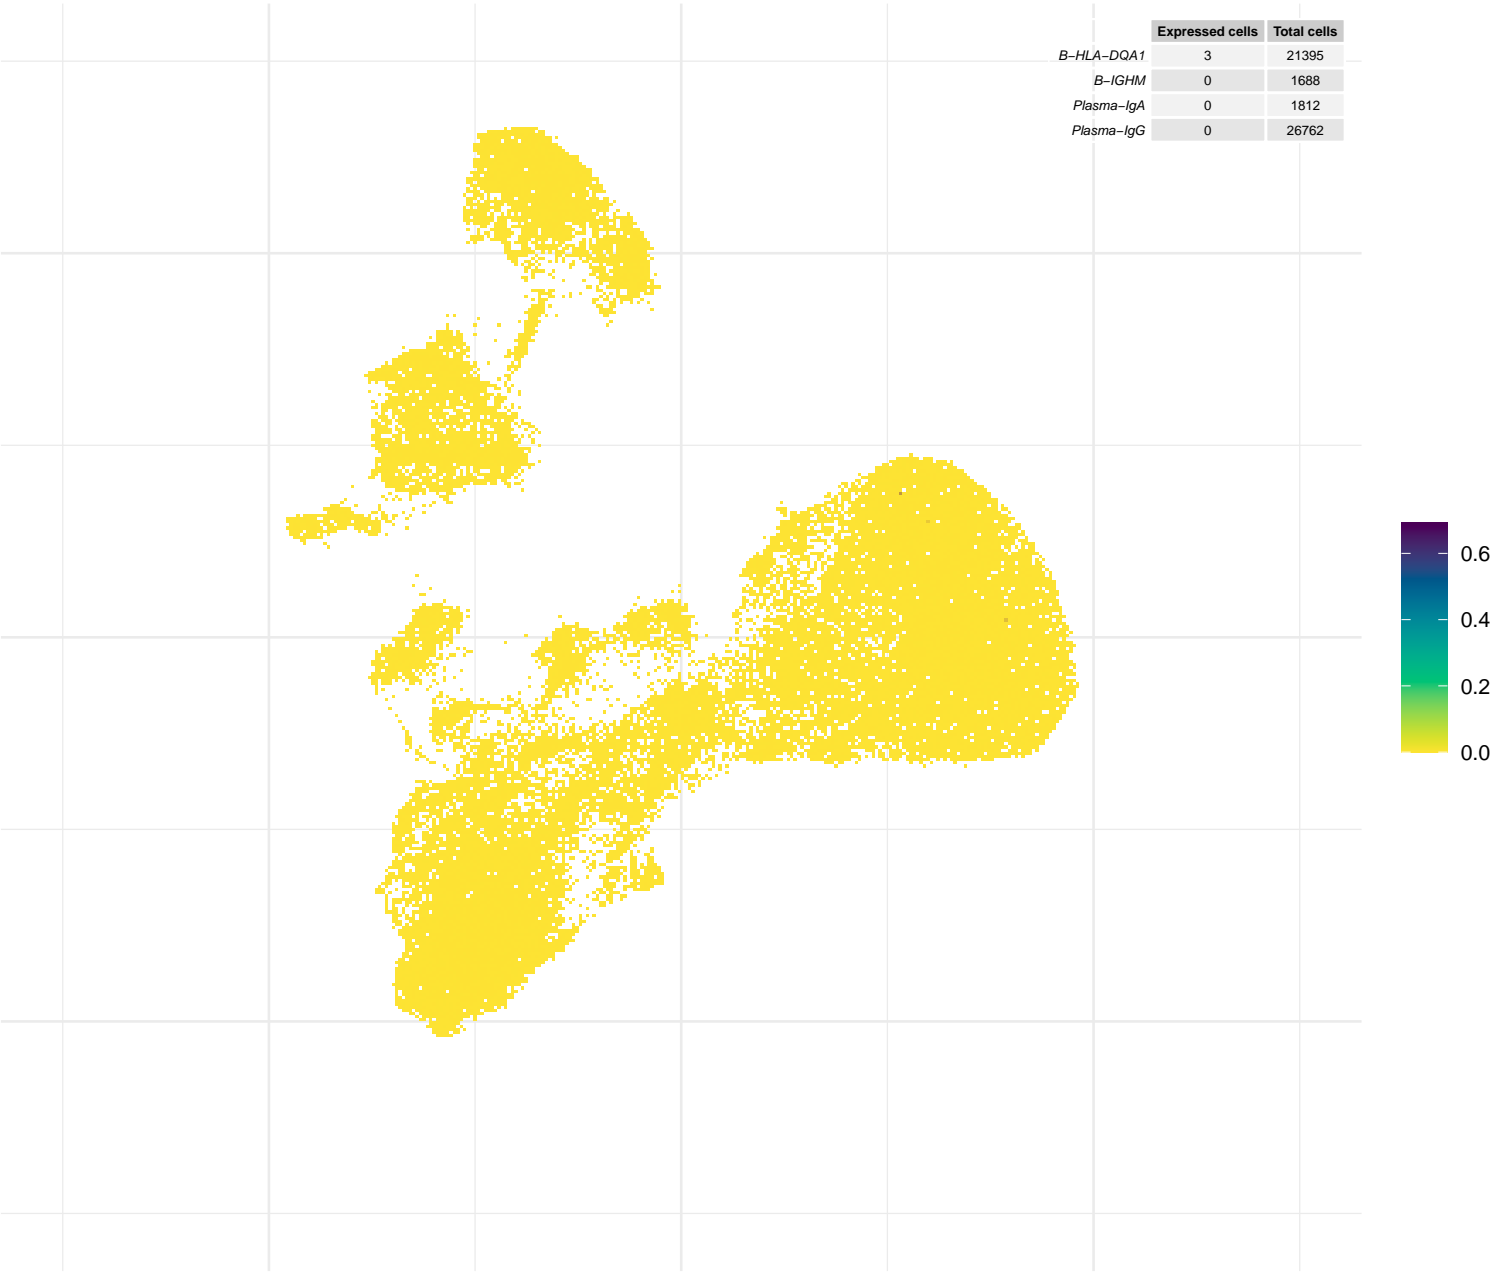 Expressed cells Total cells
B−HLA−DQA1 3 21395
B−IGHM 0 1688
Plasma−IgA 0 1812
Plasma−IgG 0 26762
0.6
0.4
0.2
0.0